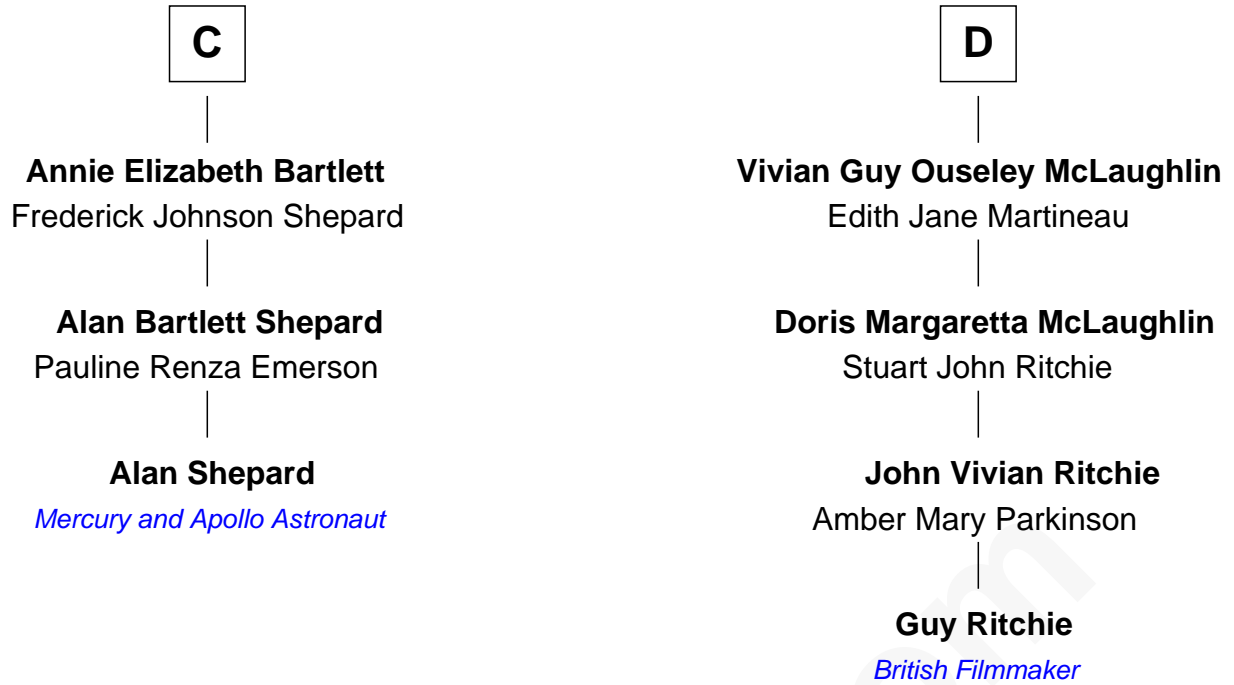 C
Annie Elizabeth Bartlett
Frederick Johnson Shepard
Alan Bartlett Shepard
Pauline Renza Emerson
Alan Shepard
Mercury and Apollo Astronaut
D
Vivian Guy Ouseley McLaughlin
Edith Jane Martineau
Doris Margaretta McLaughlin
Stuart John Ritchie
John Vivian Ritchie
Amber Mary Parkinson
Guy Ritchie
British Filmmaker